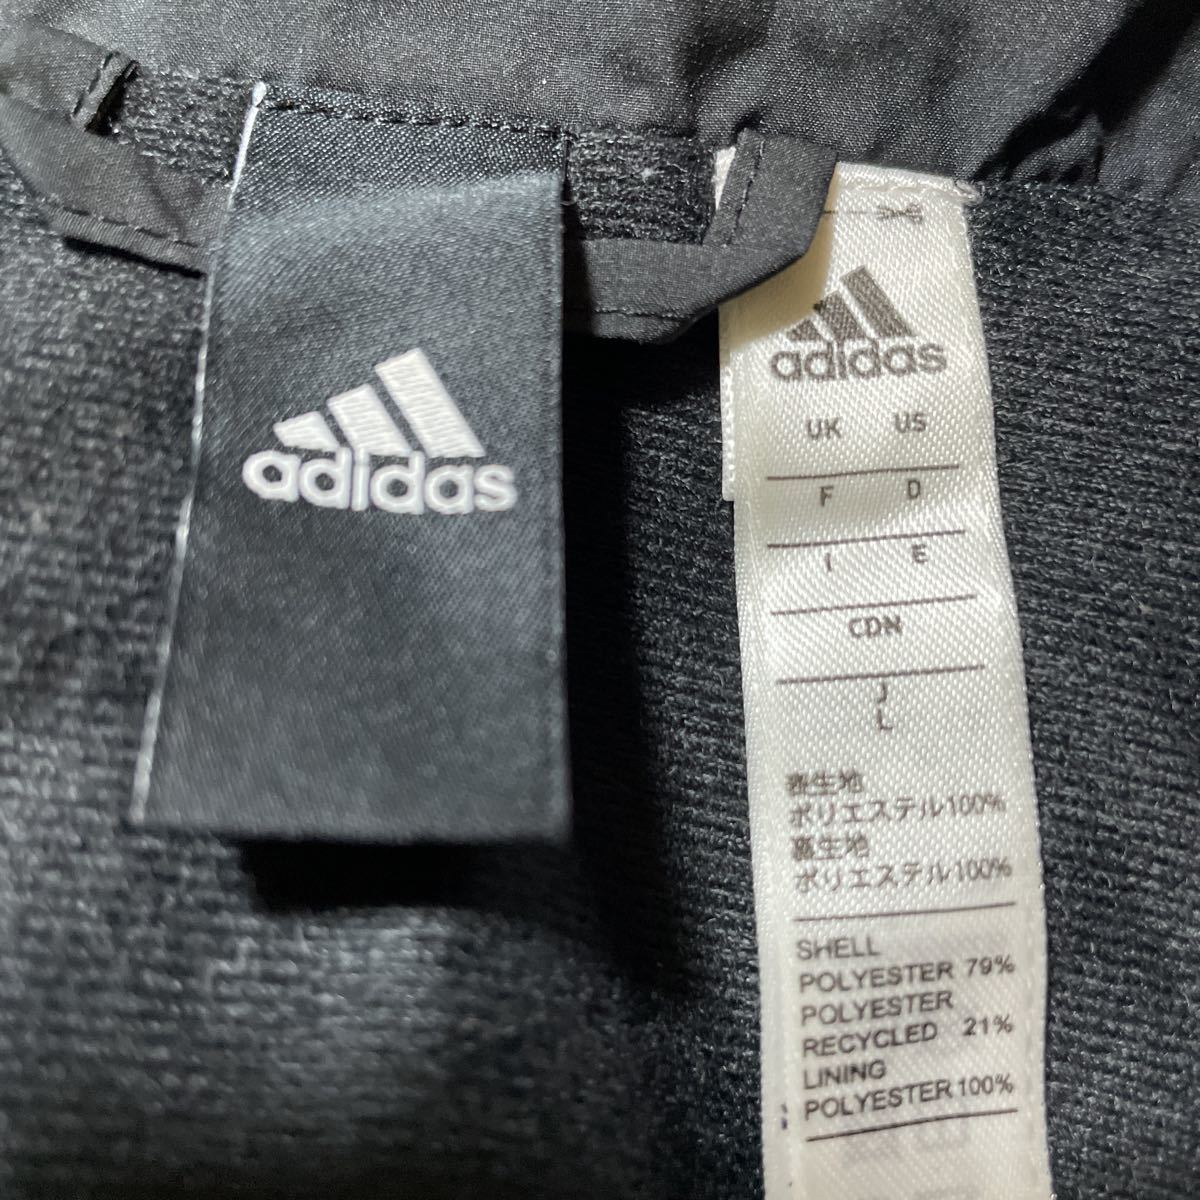 adidas
adidas
UK US
F D
I E
CDN
J
L
表生地
ポリエステル100%
裏生地
ポリエステル100%
SHELL
POLYESTER 79%
POLYESTER
RECYCLED 21%
LINING
POLYESTER 100%